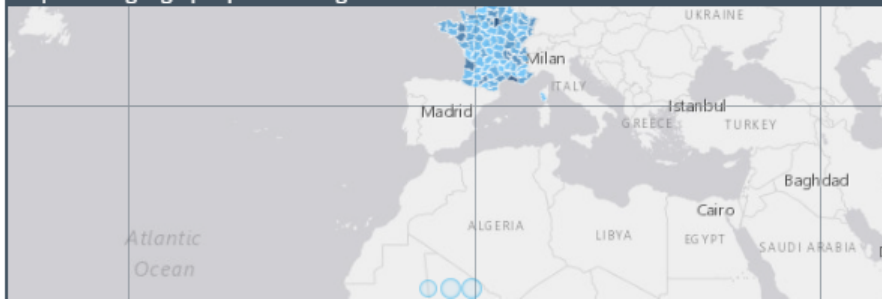 UKRAINE
Milan
ITALY
Madrid
Istanbul
GREECE
TURKEY
Baghdad
Cairo
ALGERIA
LIBYA
EGYPT
SAUDI ARABIA
Atlantic
Ocean